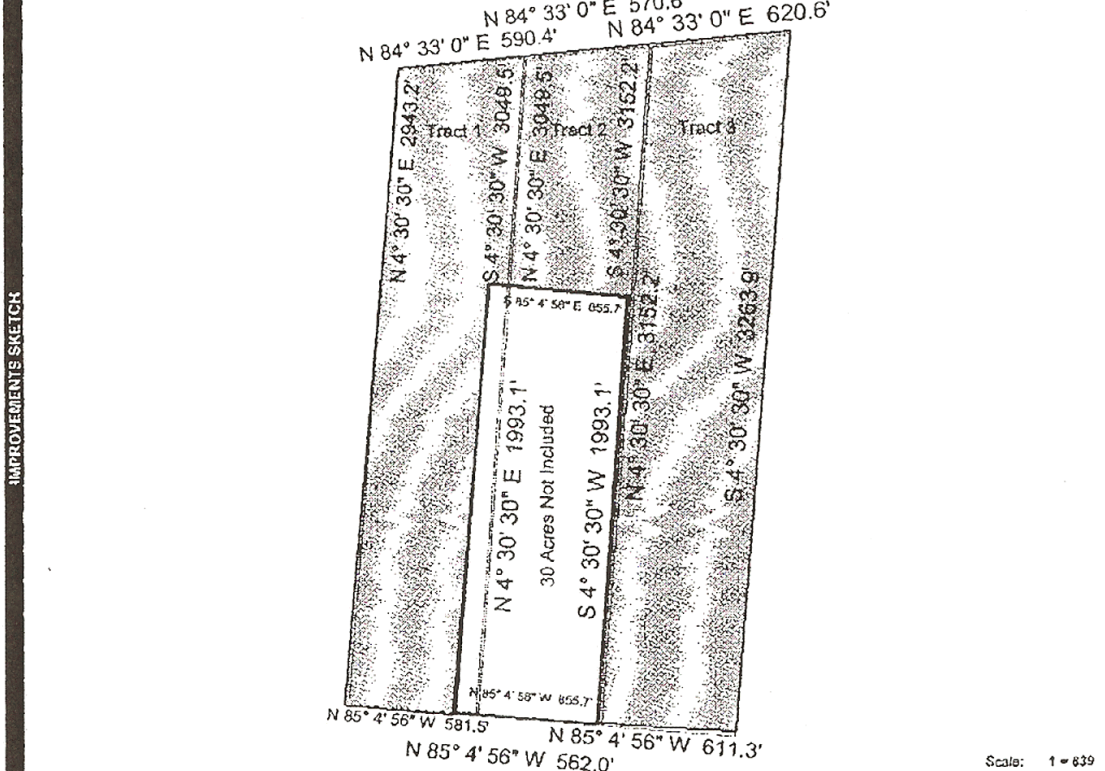 N 84° 33' 0" E 570.6'
N 84° 33' 0" E 620.6'
N 84° 33' 0" E 590.4'
N 4° 30' 30" E 2943.2'
Tract 1
S 4° 30' 30" W 3049.5'
N 4° 30' 30" E 3049.5'
Tract 2
S 4° 30' 30" W 3152.2'
Tract 3
N 4° 30' 30" E 3152.2'
S 4° 30' 30" W 3263.9'
S 85° 4' 56" E 655.7'
N 4° 30' 30" E 1993.1'
30 Acres Not Included
S 4° 30' 30" W 1993.1'
N 85° 4' 56" W 655.7'
N 85° 4' 56" W 581.5'
N 85° 4' 56" W 611.3'
N 85° 4' 56" W 562.0'
IMPROVEMENTS SKETCH
Scale: 1 = 639